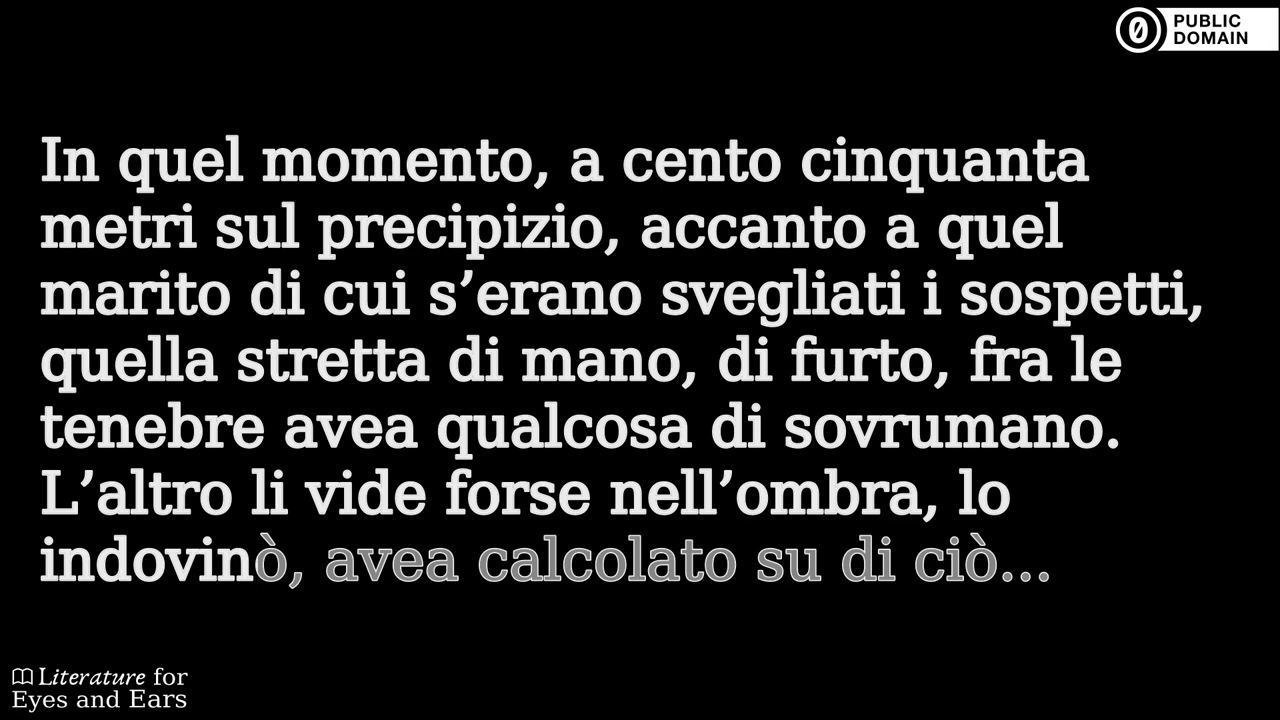 PUBLIC
DOMAIN
In quel momento, a cento cinquanta
metri sul precipizio, accanto a quel
marito di cui s’erano svegliati i sospetti,
quella stretta di mano, di furto, fra le
tenebre avea qualcosa di sovrumano.
L’altro li vide forse nell’ombra, lo
indovinò, avea calcolato su di ciò...
Literature for
Eyes and Ears